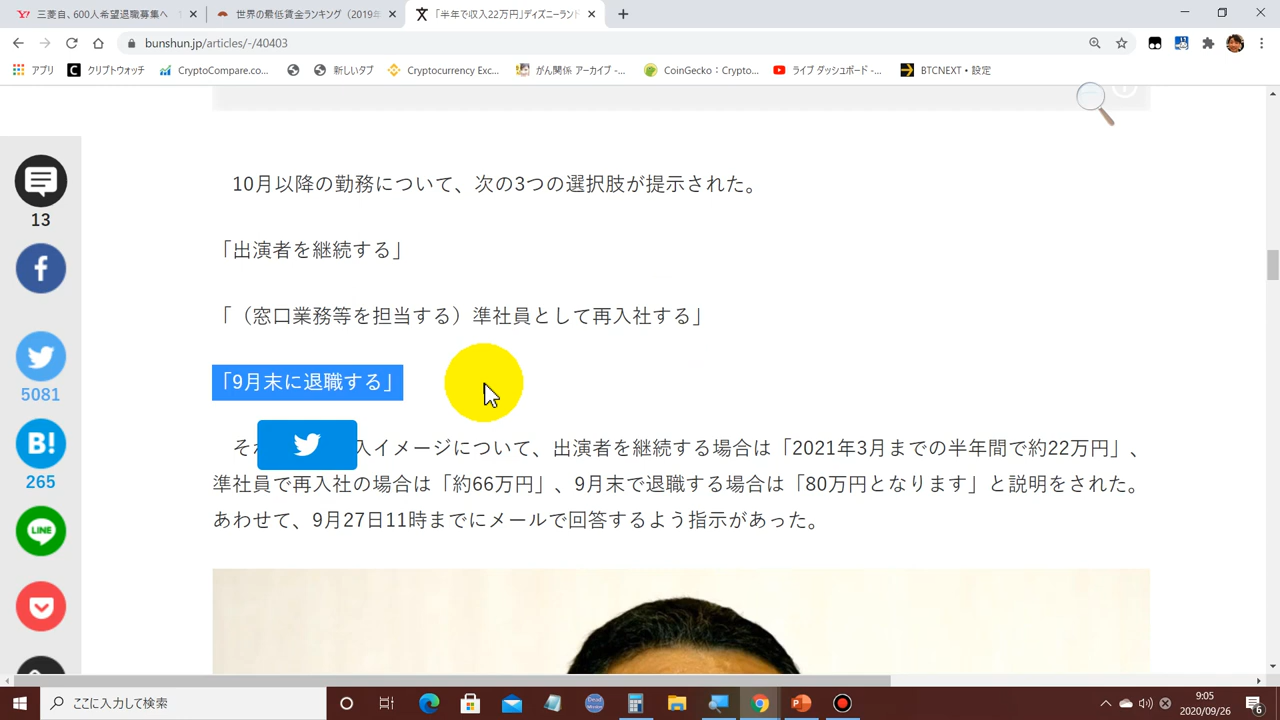 三菱自、600人希望退職募集へ
世界の最低賃金ランキング（2019年
「半年で収入22万円」ディズニーランド
bunshun.jp/articles/-/40403
アプリ
クリプトウォッチ
CryptoCompare.co...
新しいタブ
Cryptocurrency Exc...
がん関係 アーカイブ -...
CoinGecko：Crypto...
ライブ ダッシュボード -...
BTCNEXT・設定
10月以降の勤務について、次の3つの選択肢が提示された。
「出演者を継続する」
「（窓口業務等を担当する）準社員として再入社する」
「9月末に退職する」
入イメージについて、出演者を継続する場合は「2021年3月までの半年間で約22万円」、
準社員で再入社の場合は「約66万円」、9月末で退職する場合は「80万円となります」と説明をされた。
あわせて、9月27日11時までにメールで回答するよう指示があった。
13
5081
B!
265
LINE
ここに入力して検索
9:05
2020/09/26
6